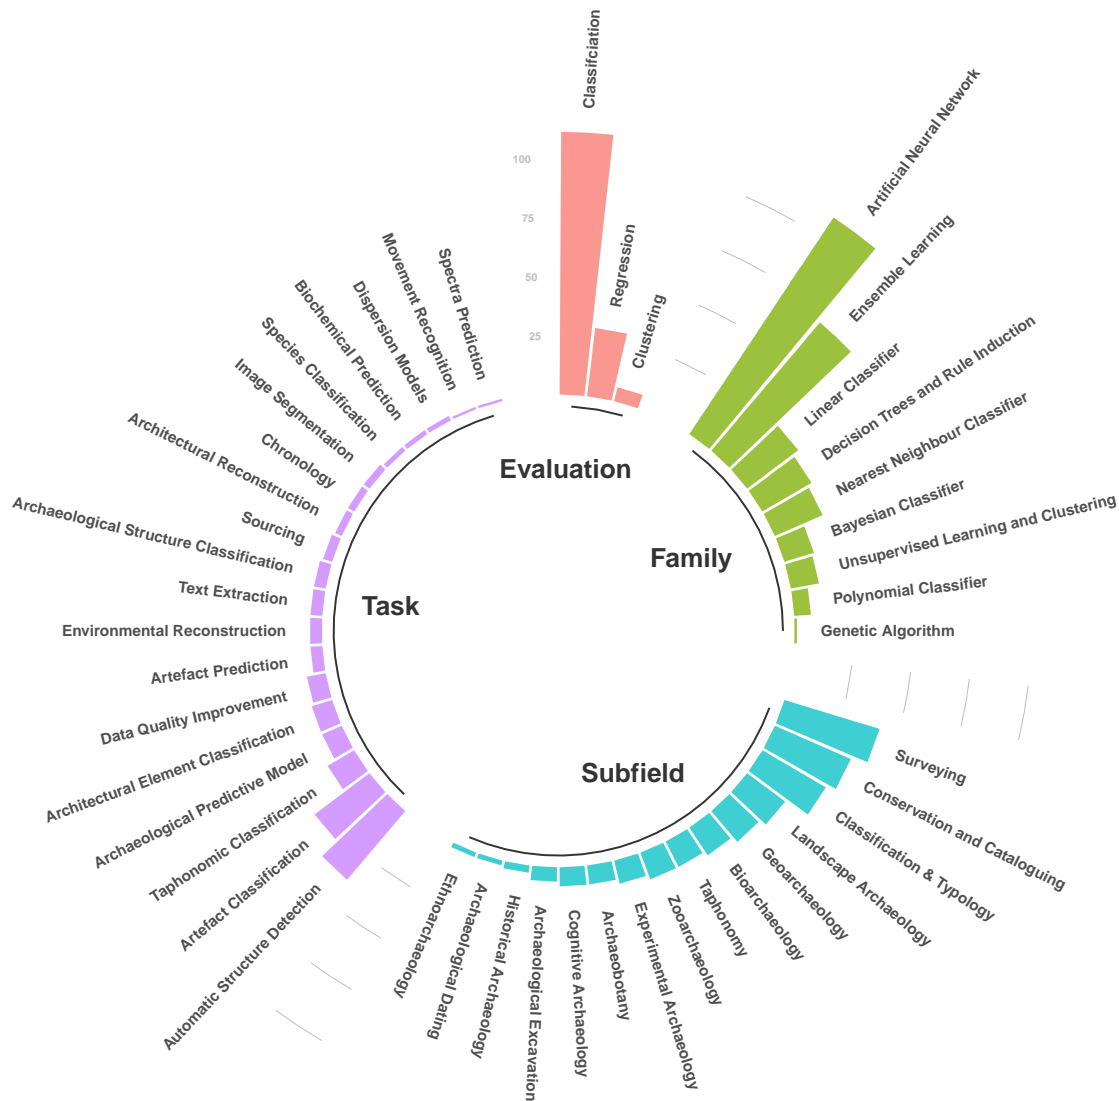 Classifciation
Regression
Clustering
100
75
50
25
Evaluation
Artificial Neural Network
Ensemble Learning
Linear Classifier
Decision Trees and Rule Induction
Nearest Neighbour Classifier
Bayesian Classifier
Unsupervised Learning and Clustering
Polynomial Classifier
Genetic Algorithm
Family
Surveying
Conservation and Cataloguing
Classification & Typology
Landscape Archaeology
Geoarchaeology
Bioarchaeology
Taphonomy
Zooarchaeology
Experimental Archaeology
Archaeobotany
Cognitive Archaeology
Archaeological Excavation
Historical Archaeology
Archaeological Dating
Ethnoarchaeology
Subfield
Automatic Structure Detection
Artefact Classification
Taphonomic Classification
Archaeological Predictive Model
Architectural Element Classification
Data Quality Improvement
Artefact Prediction
Environmental Reconstruction
Text Extraction
Archaeological Structure Classification
Sourcing
Architectural Reconstruction
Chronology
Image Segmentation
Species Classification
Biochemical Prediction
Dispersion Models
Movement Recognition
Spectra Prediction
Task